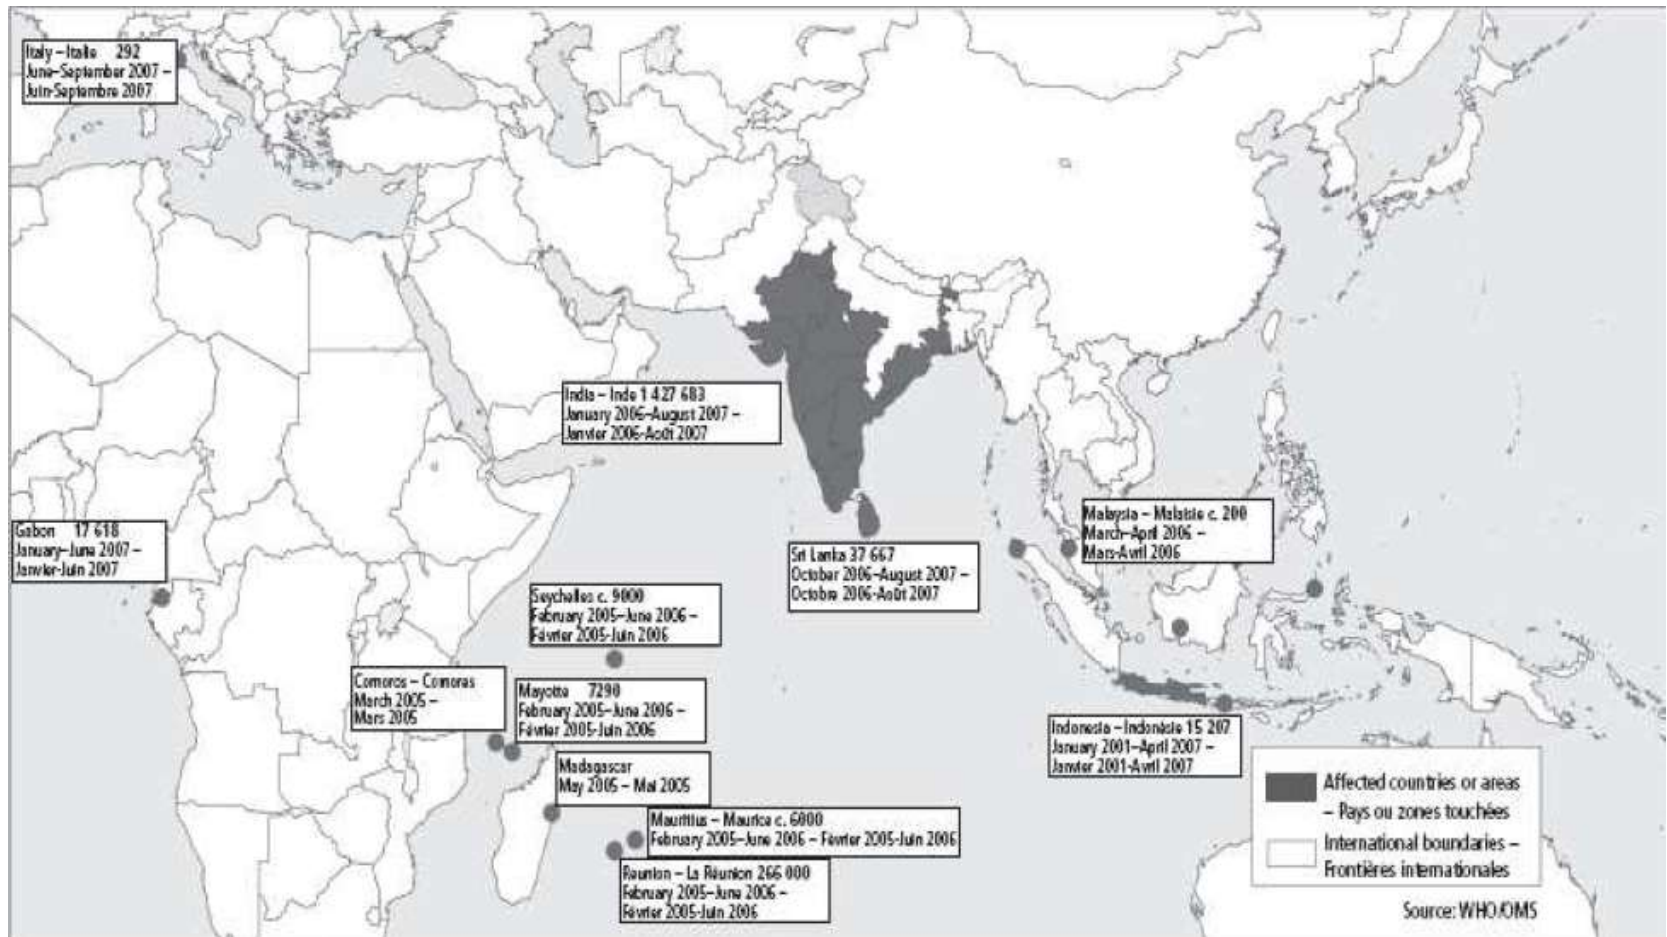 Italy – Italie 292
June–September 2007 –
Juin-Septembre 2007
India – Inde 1 427 683
January 2006–August 2007 –
Janvier 2006-Août 2007
Gabon 17 618
January–June 2007 –
Janvier-Juin 2007
Malaysia – Malaisie c. 200
March–April 2006 –
Mars-Avril 2006
Sri Lanka 37 667
October 2006–August 2007 –
Octobre 2006-Août 2007
Seychelles c. 9000
February 2005–June 2006 –
Février 2005-Juin 2006
Comoros – Comores
March 2005 –
Mars 2005
Mayotte 7290
February 2005–June 2006 –
Février 2005-Juin 2006
Indonesia – Indonésie 15 207
January 2001–April 2007 –
Janvier 2001-Avril 2007
Madagascar
May 2005 – Mai 2005
Mauritius – Maurice c. 6000
February 2005–June 2006 – Février 2005-Juin 2006
Reunion – La Réunion 266 000
February 2005–June 2006 –
Février 2005-Juin 2006
Affected countries or areas
– Pays ou zones touchées
International boundaries –
Frontières internationales
Source: WHO/OMS